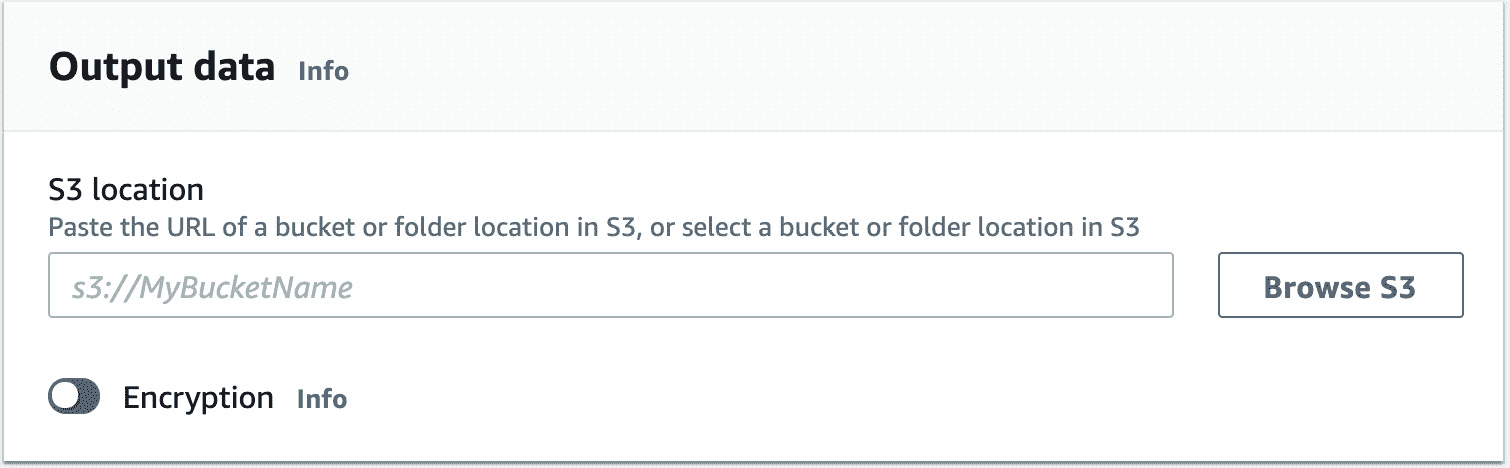 Output data Info
S3 location
Paste the URL of a bucket or folder location in S3, or select a bucket or folder location in S3
s3://MyBucketName
Browse S3
Encryption Info